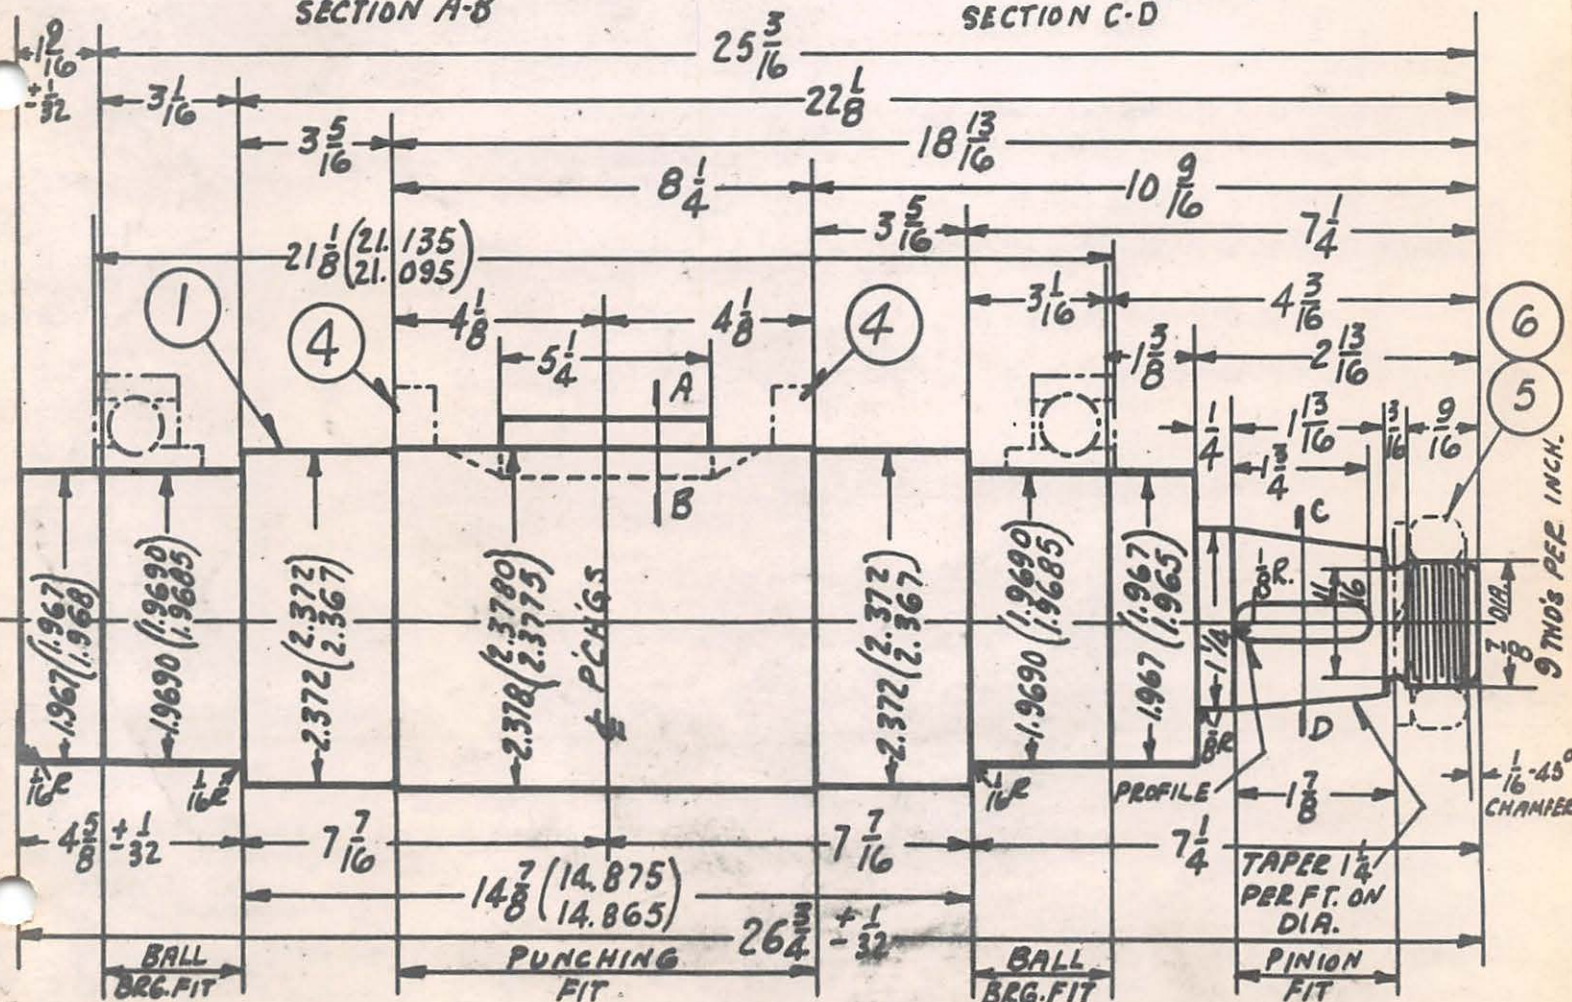 SECTION A-B
SECTION C-D
1 9/16
± 1/32
25 3/16
3 1/16
22 1/8
3 5/16
18 13/16
8 1/4
10 9/16
3 5/16
7 1/4
21 1/8 (21.135
21.095)
3 1/16
4 3/16
1
4
4 1/8
4 1/8
4
6
5
5 1/4
1 3/8
2 13/16
A
B
1/4
1 13/16
3/16
9/16
1 3/4
C
D
1/8 R.
11/16
7/8 DIA.
9 THD'S PER INCH.
1.967 (1.967
1.968)
1.9690 (1.9690
1.9685)
2.372 (2.372
2.367)
2.378 (2.3780
2.3775)
℄ P'CH'GS
2.372 (2.372
2.367)
1.9690 (1.9690
1.9685)
1.967 (1.967
1.965)
1 1/4
1/16 R
1/16 R
1/16 R
PROFILE
1 7/8
1/16 - 45°
CHAMFER
4 5/8 ± 1/32
7 7/16
7 7/16
7 1/4
14 7/8 (14.875
14.865)
TAPER 1 1/4
PER FT. ON
DIA.
26 3/4 ± 1/32
BALL
BRG. FIT
PUNCHING
FIT
BALL
BRG. FIT
PINION
FIT